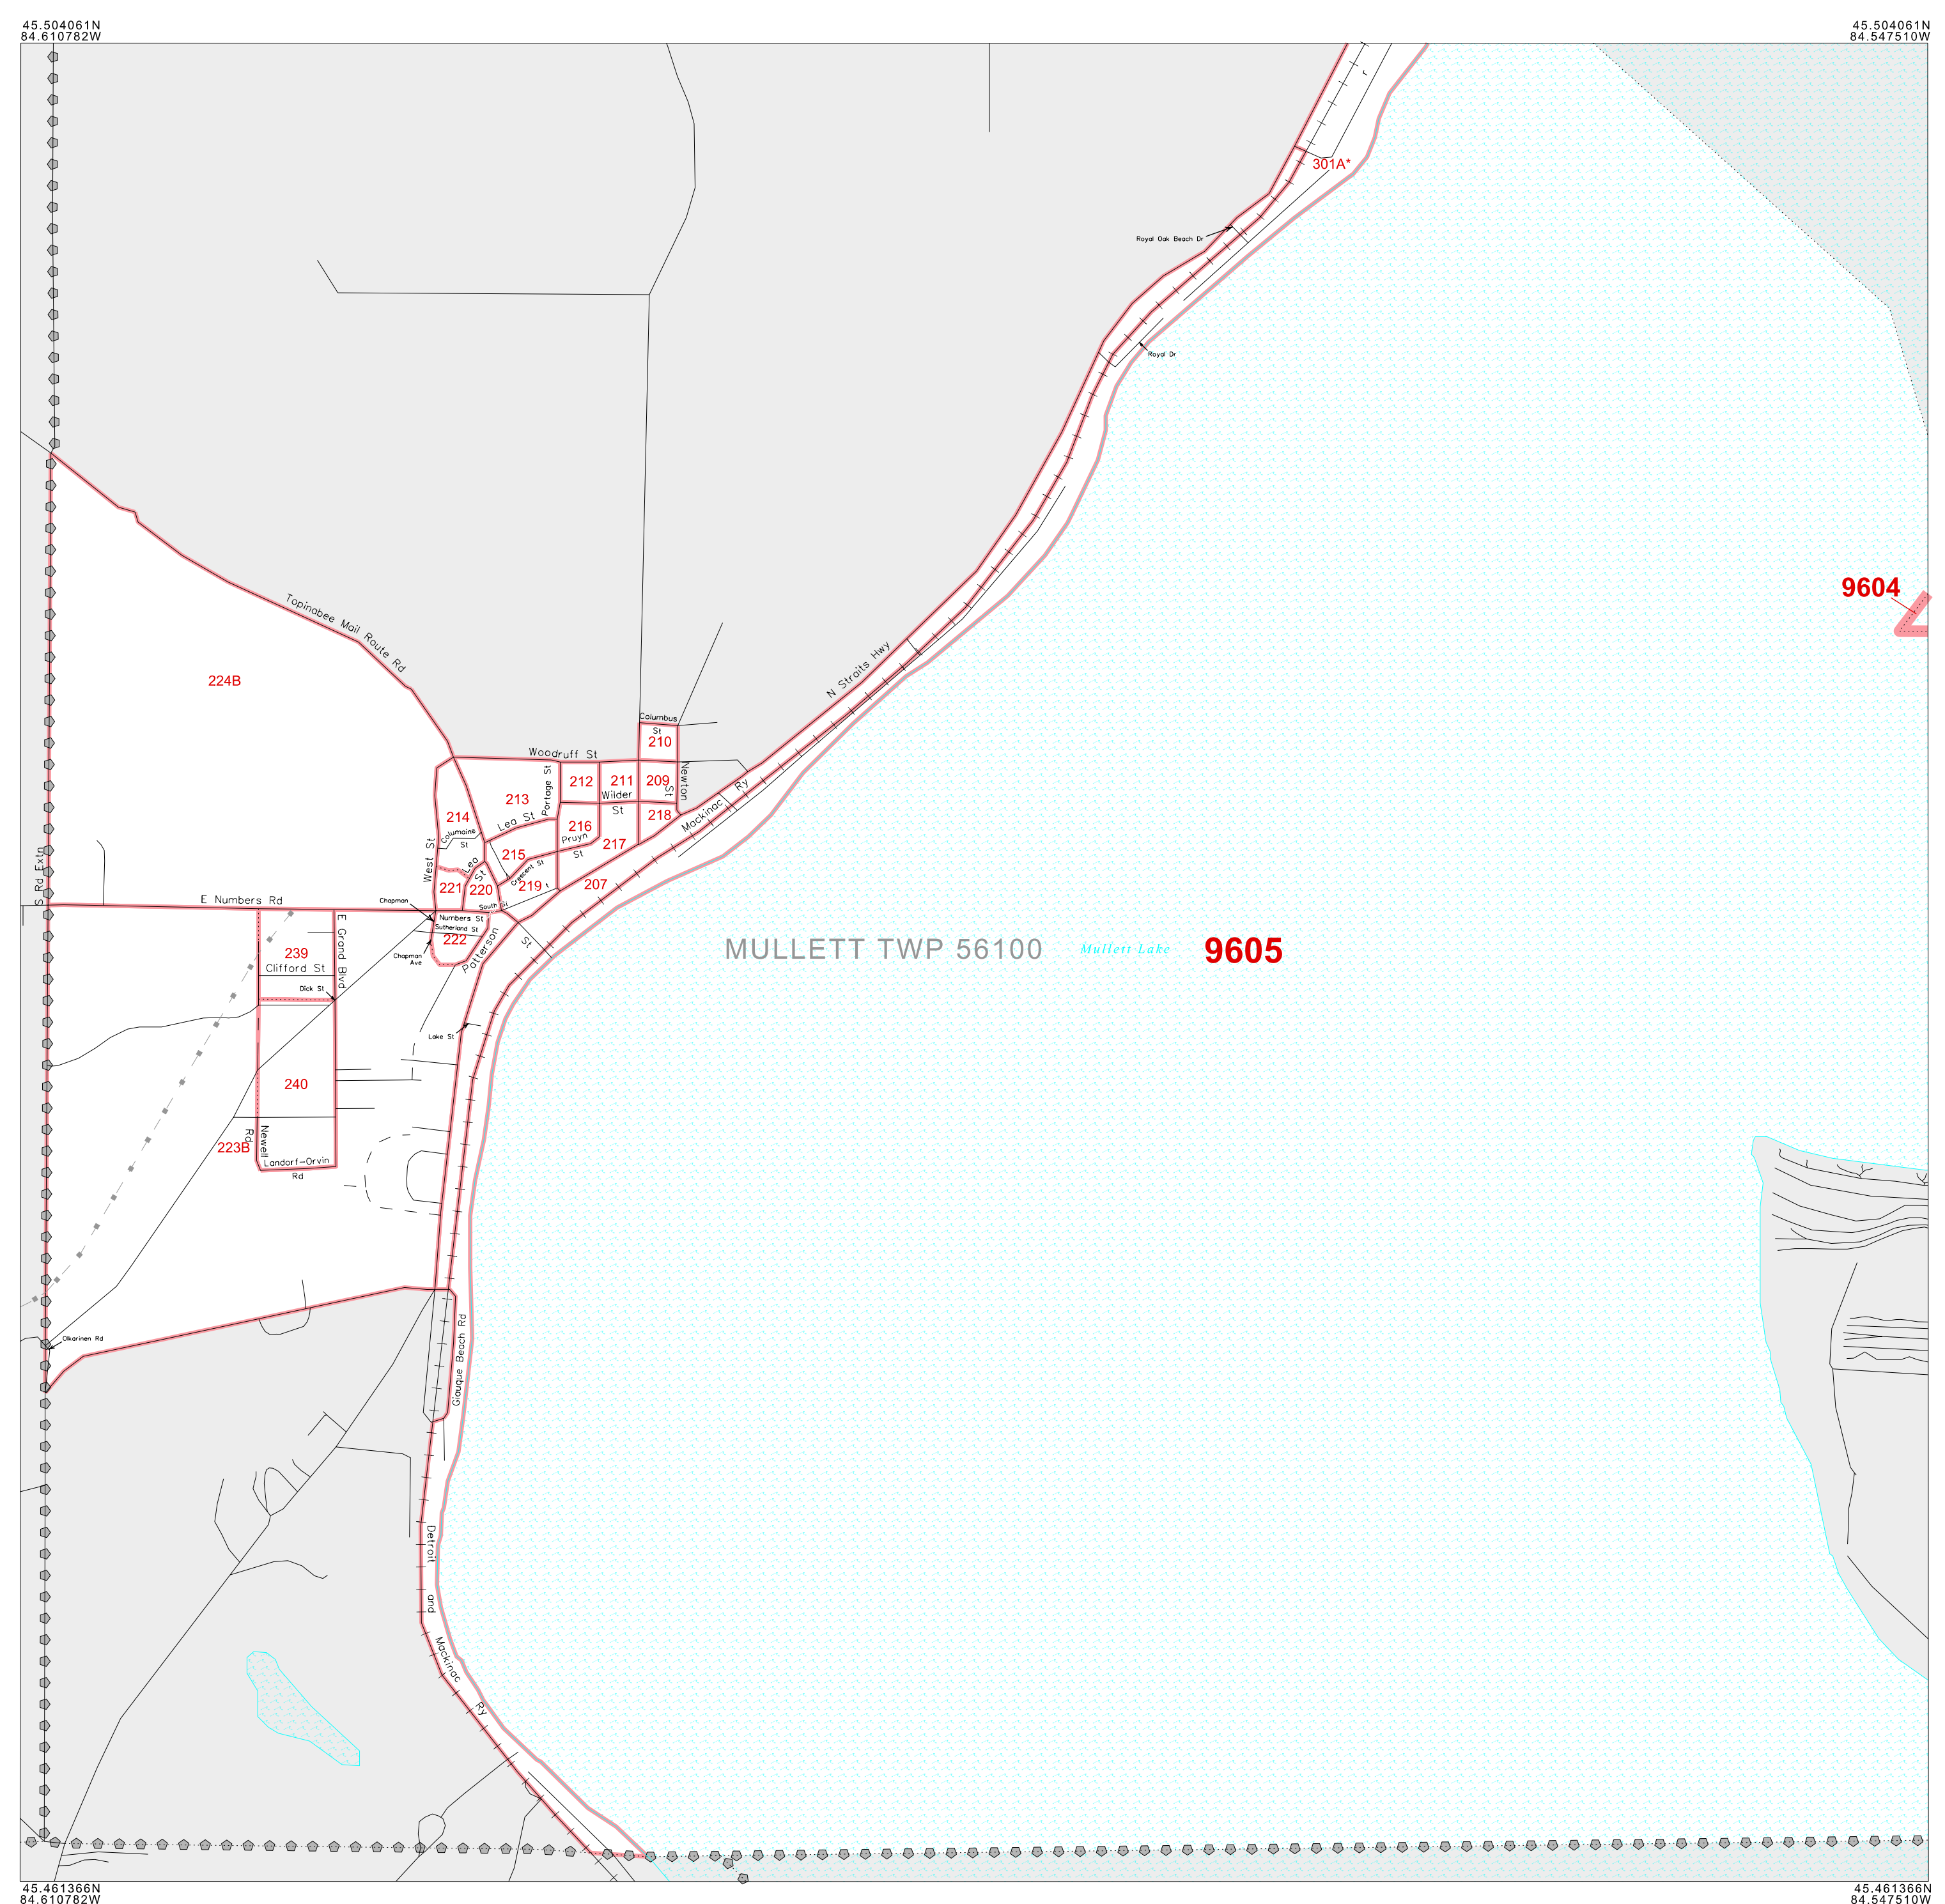 45.504061N
84.610782W
45.504061N
84.547510W
r
301A*
Royal Oak Beach Dr
Royal Dr
9604
Topinabee Mail Route Rd
N Straits Hwy
224B
Columbus
St
210
Woodruff St
Portage St
212
211
209
Newton
St
Wilder
St
213
214
Lea St
216
218
Mackinac
Ry
Columaine
St
Pruyn
St
217
215
Crescent St
West St
Lea
St
221
220
219
t
207
S Rd Extn
E Numbers Rd
Chapman
South St
Numbers St
Sutherland St
222
Chapman
Ave
Patterson
St
E Grand Blvd
239
Clifford St
Dick St
MULLETT TWP 56100
Mullett Lake
9605
Lake St
240
223B
Newell
Rd
Landorf-Orvin
Rd
Olkarinen Rd
Giauque Beach Rd
Detroit and
Mackinac
Ry
45.461366N
84.610782W
45.461366N
84.547510W